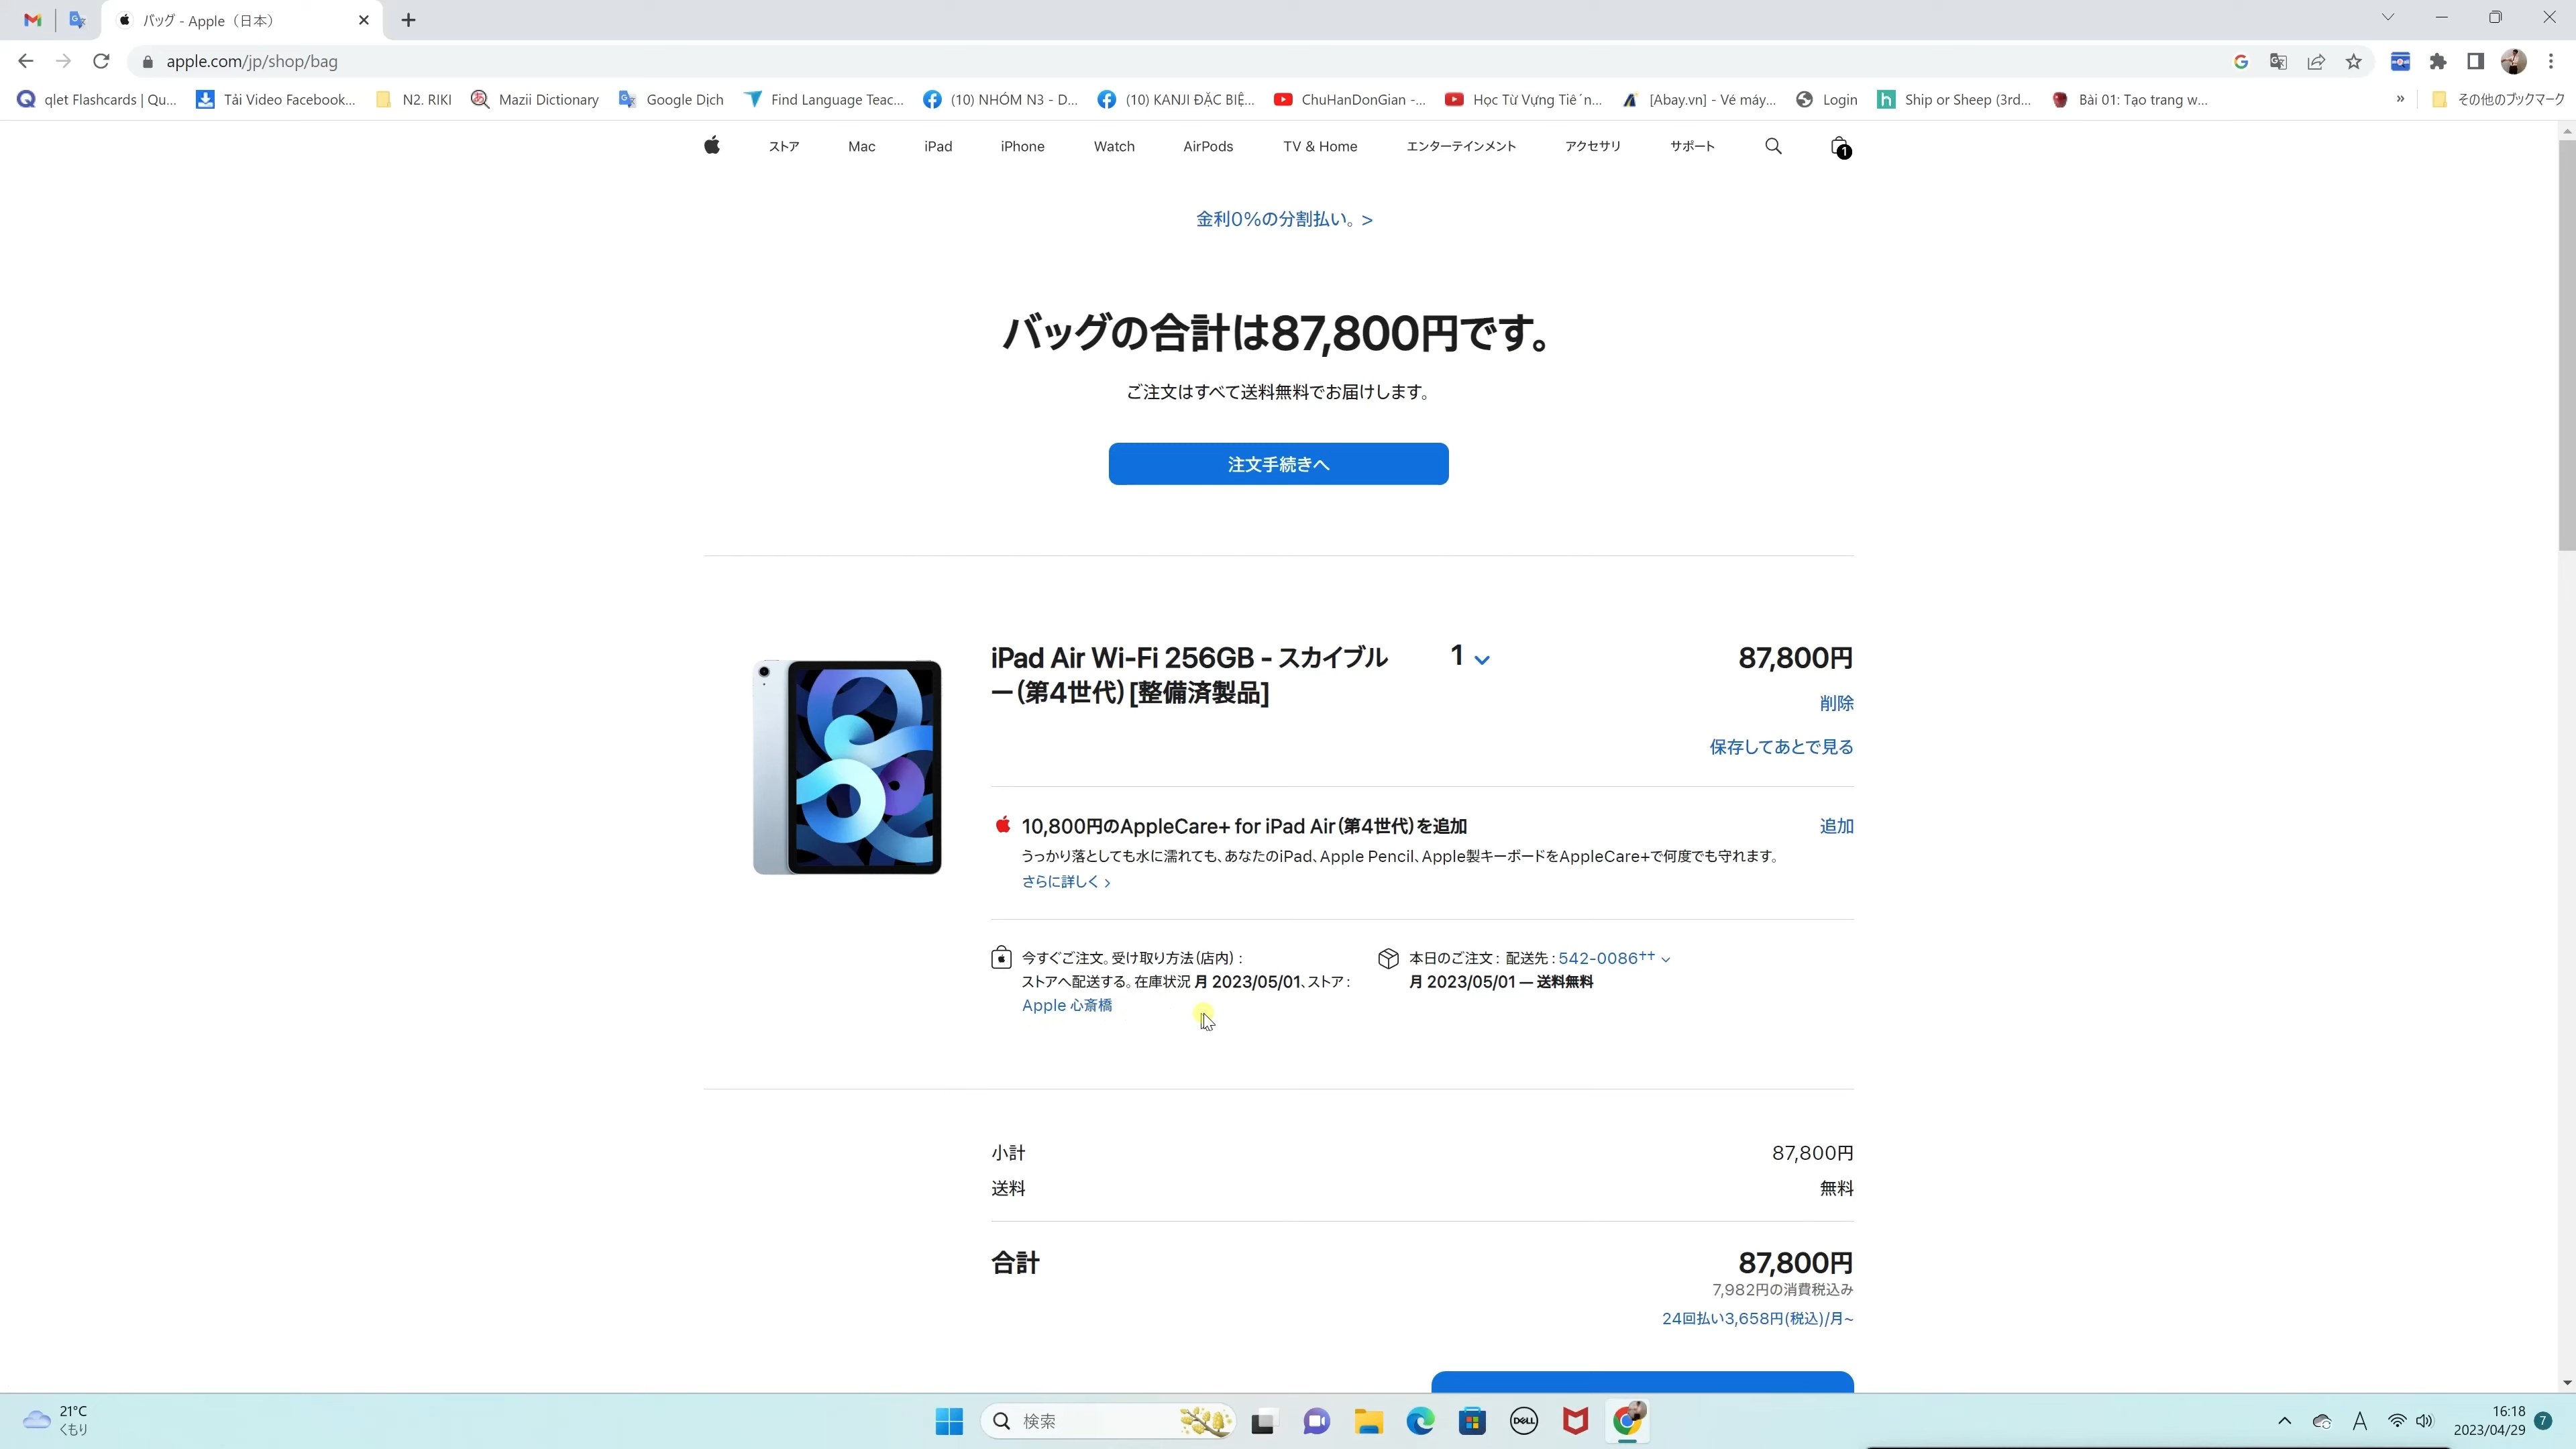 バッグ - Apple（日本）
apple.com/jp/shop/bag
qlet Flashcards | Qu...
Tải Video Facebook...
N2. RIKI
Mazii Dictionary
Google Dịch
Find Language Teac...
(10) NHÓM N3 - D...
(10) KANJI ĐẶC BIỆ...
ChuHanDonGian -...
Học Từ Vựng Tiế´n...
[Abay.vn] - Vé máy...
Login
Ship or Sheep (3rd...
Bài 01: Tạo trang w...
»
その他のブックマーク
ストア
Mac
iPad
iPhone
Watch
AirPods
TV & Home
エンターテインメント
アクセサリ
サポート
1
金利0%の分割払い。 >
バッグの合計は87,800円です。
ご注文はすべて送料無料でお届けします。
注文手続きへ
iPad Air Wi-Fi 256GB - スカイブル
ー（第4世代）[整備済製品]
1
87,800円
削除
保存してあとで見る
10,800円のAppleCare+ for iPad Air（第4世代）を追加
追加
うっかり落としても水に濡れても、あなたのiPad、Apple Pencil、Apple製キーボードをAppleCare+で何度でも守れます。
さらに詳しく >
今すぐご注文。受け取り方法（店内）：
ストアへ配送する。在庫状況 月 2023/05/01、ストア：
Apple 心斎橋
本日のご注文： 配送先：542-0086++
月 2023/05/01 — 送料無料
小計
87,800円
送料
無料
合計
87,800円
7,982円の消費税込み
24回払い3,658円(税込)/月~
21°C
くもり
検索
DELL
A
16:18
2023/04/29
7